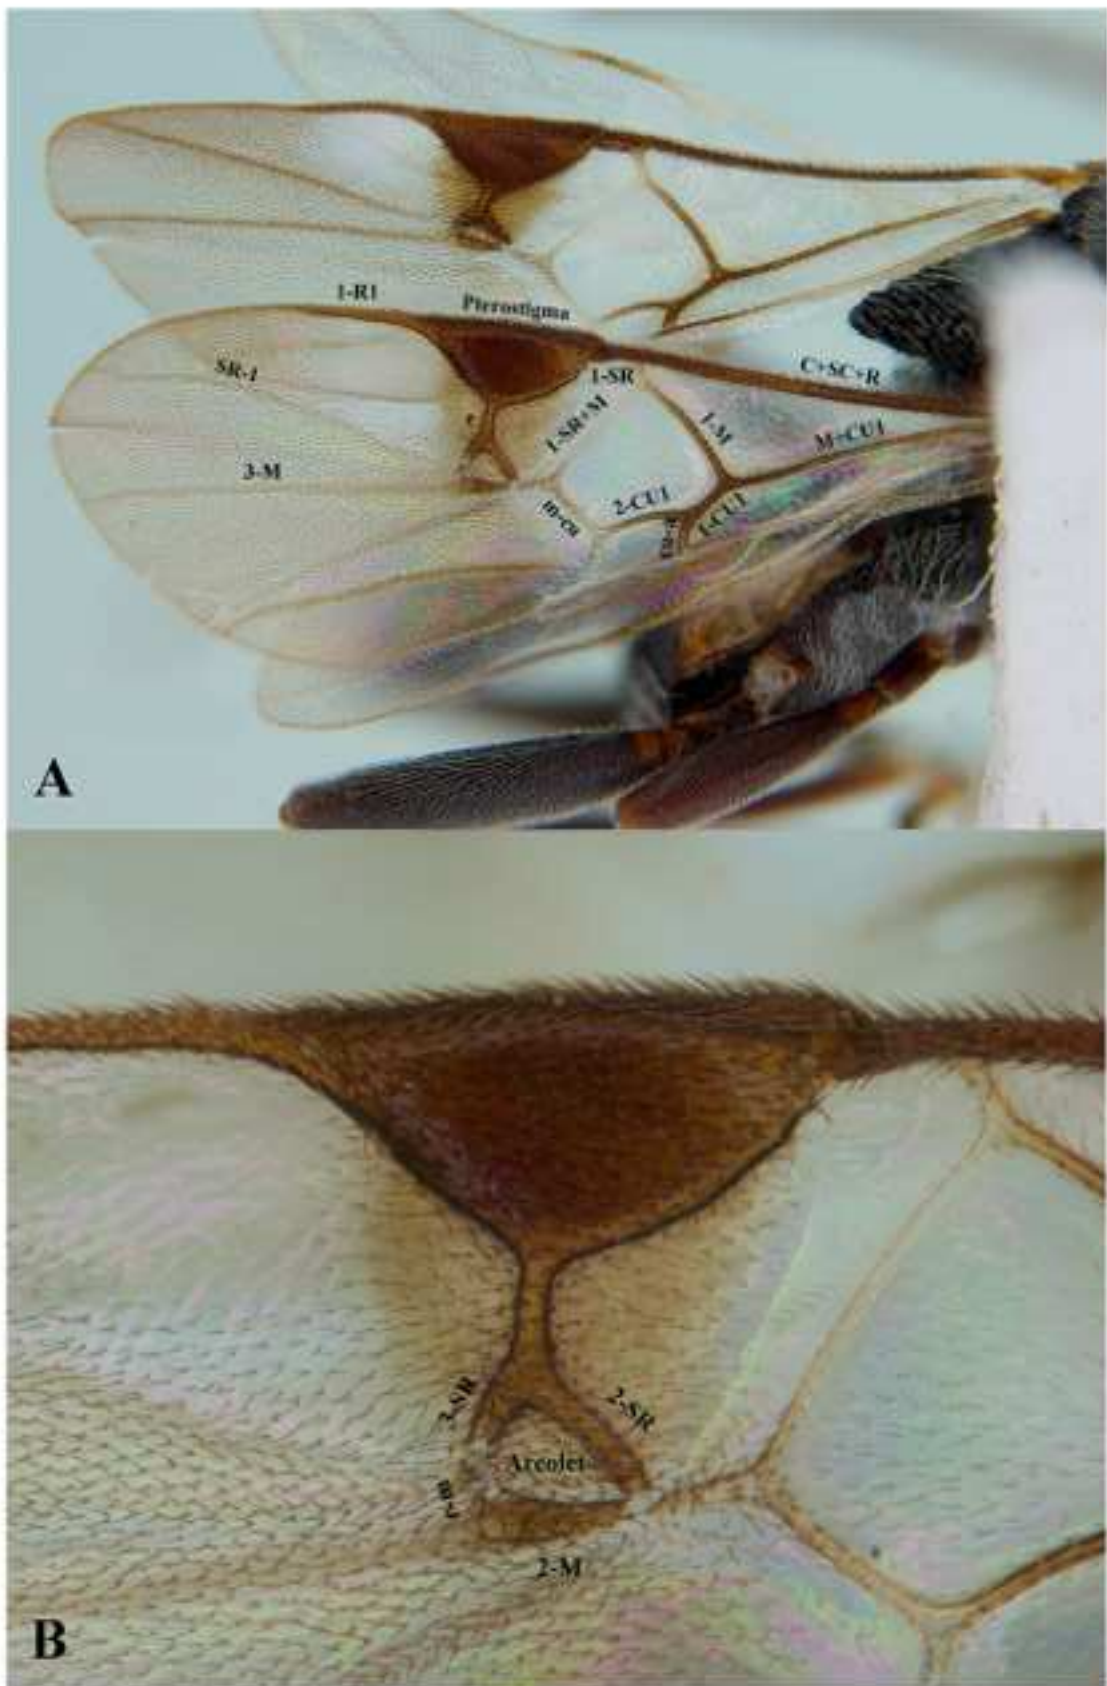 1-R1
Pterostigma
C+SC+R
SR-1
1-SR
1-SR+M
1-M
M+CU1
3-M
2-CU1
m-cu
1-CU1
cu-a
A
3-SR
2-SR
Areolet
r-m
2-M
B